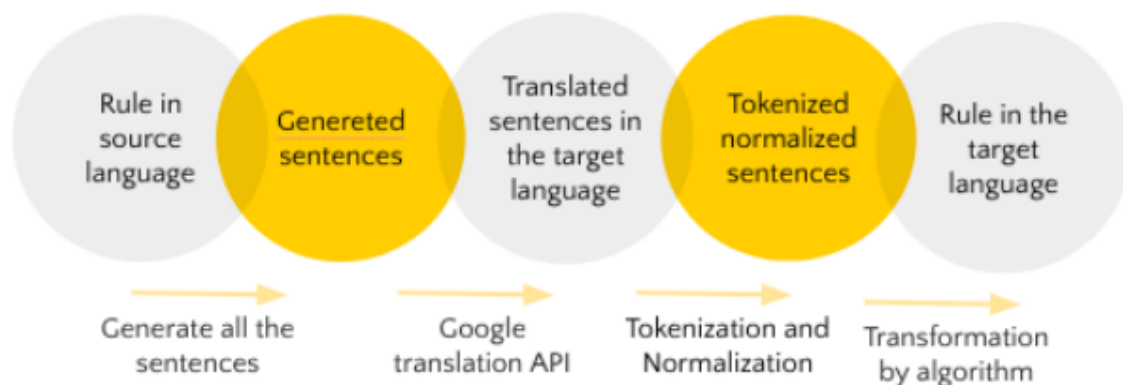 Rule in
source
language
Genereted
sentences
Translated
sentences in
the target
language
Tokenized
normalized
sentences
Rule in the
target
language
Generate all the
sentences
Google
translation API
Tokenization and
Normalization
Transformation
by algorithm